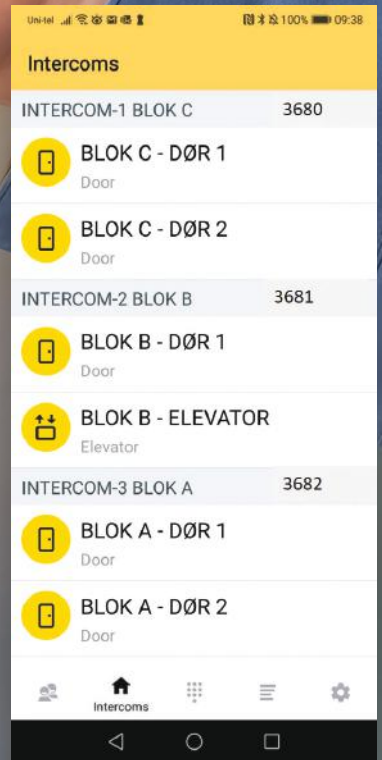 Uni-tel 100% 09:38
Intercoms
INTERCOM-1 BLOK C 3680
BLOK C - DØR 1
Door
BLOK C - DØR 2
Door
INTERCOM-2 BLOK B 3681
BLOK B - DØR 1
Door
BLOK B - ELEVATOR
Elevator
INTERCOM-3 BLOK A 3682
BLOK A - DØR 1
Door
BLOK A - DØR 2
Door
Intercoms